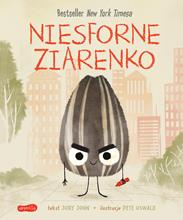 Bestseller New York Timesa
NIESFORNE
ZIARENKO
tekst JORY JOHN · ilustracje PETE OSWALD